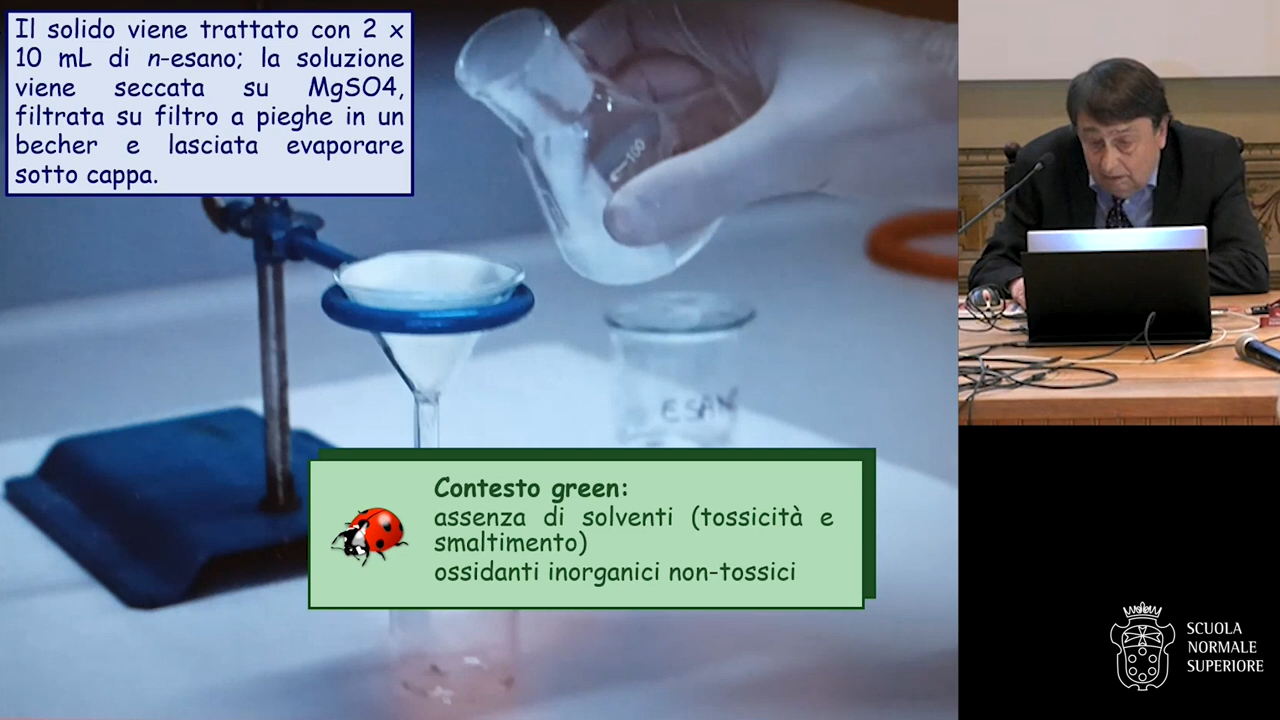 Il solido viene trattato con 2 x
10 mL di n-esano; la soluzione
viene seccata su MgSO4,
filtrata su filtro a pieghe in un
becher e lasciata evaporare
sotto cappa.
100
ESAN
Contesto green:
assenza di solventi (tossicità e
smaltimento)
ossidanti inorganici non-tossici
SCUOLA
NORMALE
SUPERIORE